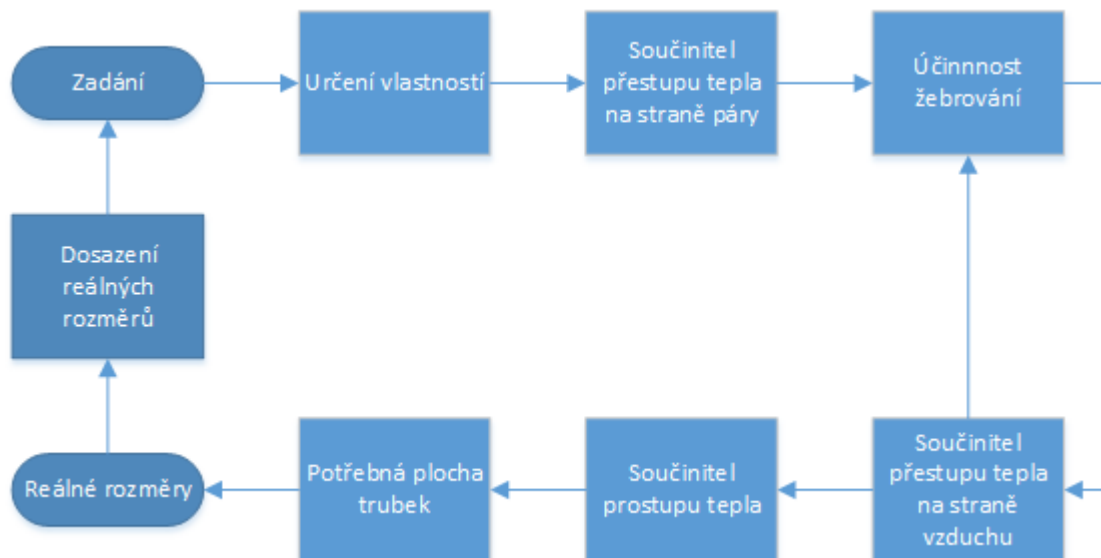 Zadání
Určení vlastností
Součinitel
přestupu tepla
na straně páry
Účinnnost
žebrování
Dosazení
reálných
rozměrů
Reálné rozměry
Potřebná plocha
trubek
Součinitel
prostupu tepla
Součinitel
přestupu tepla
na straně
vzduchu